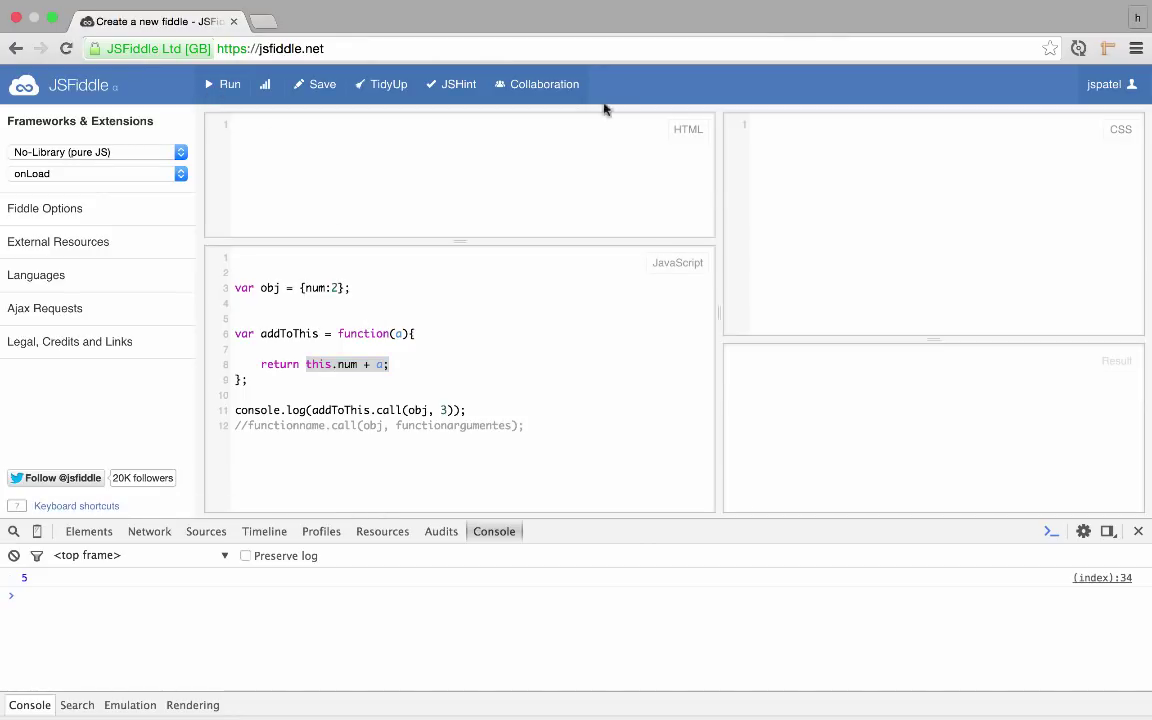 Create a new fiddle - JSFid
h
JSFiddle Ltd [GB] https://jsfiddle.net
JSFiddle α
Run
Save
TidyUp
JSHint
Collaboration
jspatel
Frameworks & Extensions
No-Library (pure JS)
onLoad
Fiddle Options
External Resources
Languages
Ajax Requests
Legal, Credits and Links
Follow @jsfiddle
20K followers
7 Keyboard shortcuts
1
HTML
1
CSS
JavaScript
1
2
3 var obj = {num:2};
4
5
6 var addToThis = function(a){
7
8 return this.num + a;
9 };
10
11 console.log(addToThis.call(obj, 3));
12 //functionname.call(obj, functionargumentes);
Result
Elements Network Sources Timeline Profiles Resources Audits Console
<top frame> Preserve log
5 (index):34
Console Search Emulation Rendering